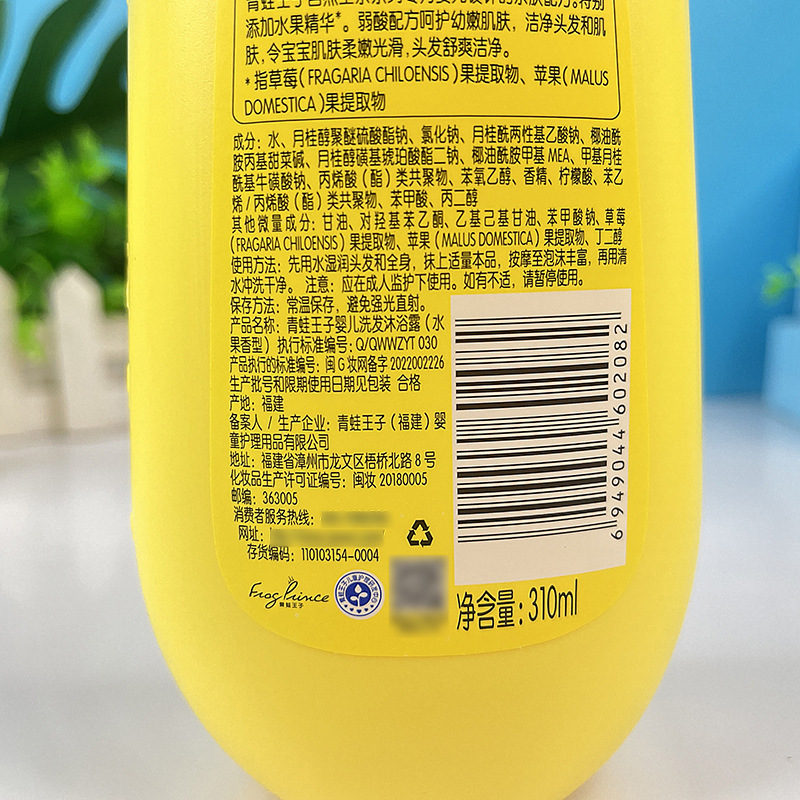 添加水果精华*。弱酸配方呵护幼嫩肌肤，洁净头发和肌
肤，令宝宝肌肤柔嫩光滑，头发舒爽洁净。
*指草莓(FRAGARIA CHILOENSIS)果提取物、苹果(MALUS
DOMESTICA)果提取物
成分：水、月桂醇聚醚硫酸酯钠、氯化钠、月桂酰两性基乙酸钠、椰油酰
胺丙基甜菜碱、月桂醇磺基琥珀酸酯二钠、椰油酰胺甲基 MEA、甲基月桂
酰基牛磺酸钠、丙烯酸（酯）类共聚物、苯氧乙醇、香精、柠檬酸、苯乙
烯/丙烯酸（酯）类共聚物、苯甲酸、丙二醇
其他微量成分：甘油、对羟基苯乙酮、乙基己基甘油、苯甲酸钠、草莓
（FRAGARIA CHILOENSIS）果提取物、苹果（MALUS DOMESTICA）果提取物、丁二醇
使用方法：先用水湿润头发和全身，抹上适量本品，按摩至泡沫丰富，再用清
水冲洗干净。 注意：应在成人监护下使用。如有不适，请暂停使用。
保存方法：常温保存，避免强光直射。
产品名称：青蛙王子婴儿洗发沐浴露（水
果香型） 执行标准编号：Q/QWWZYT 030
产品执行的标准编号：闽 G 妆网备字 2022002226
生产批号和限期使用日期见包装 合格
产地：福建
备案人 / 生产企业：青蛙王子（福建）婴
童护理用品有限公司
地址：福建省漳州市龙文区梧桥北路 8 号
化妆品生产许可证编号：闽妆 20180005
邮编：363005
消费者服务热线：
网址：
存货编码：110103154-0004
6 949044 602082
Frog Prince
青蛙王子
净含量：310ml